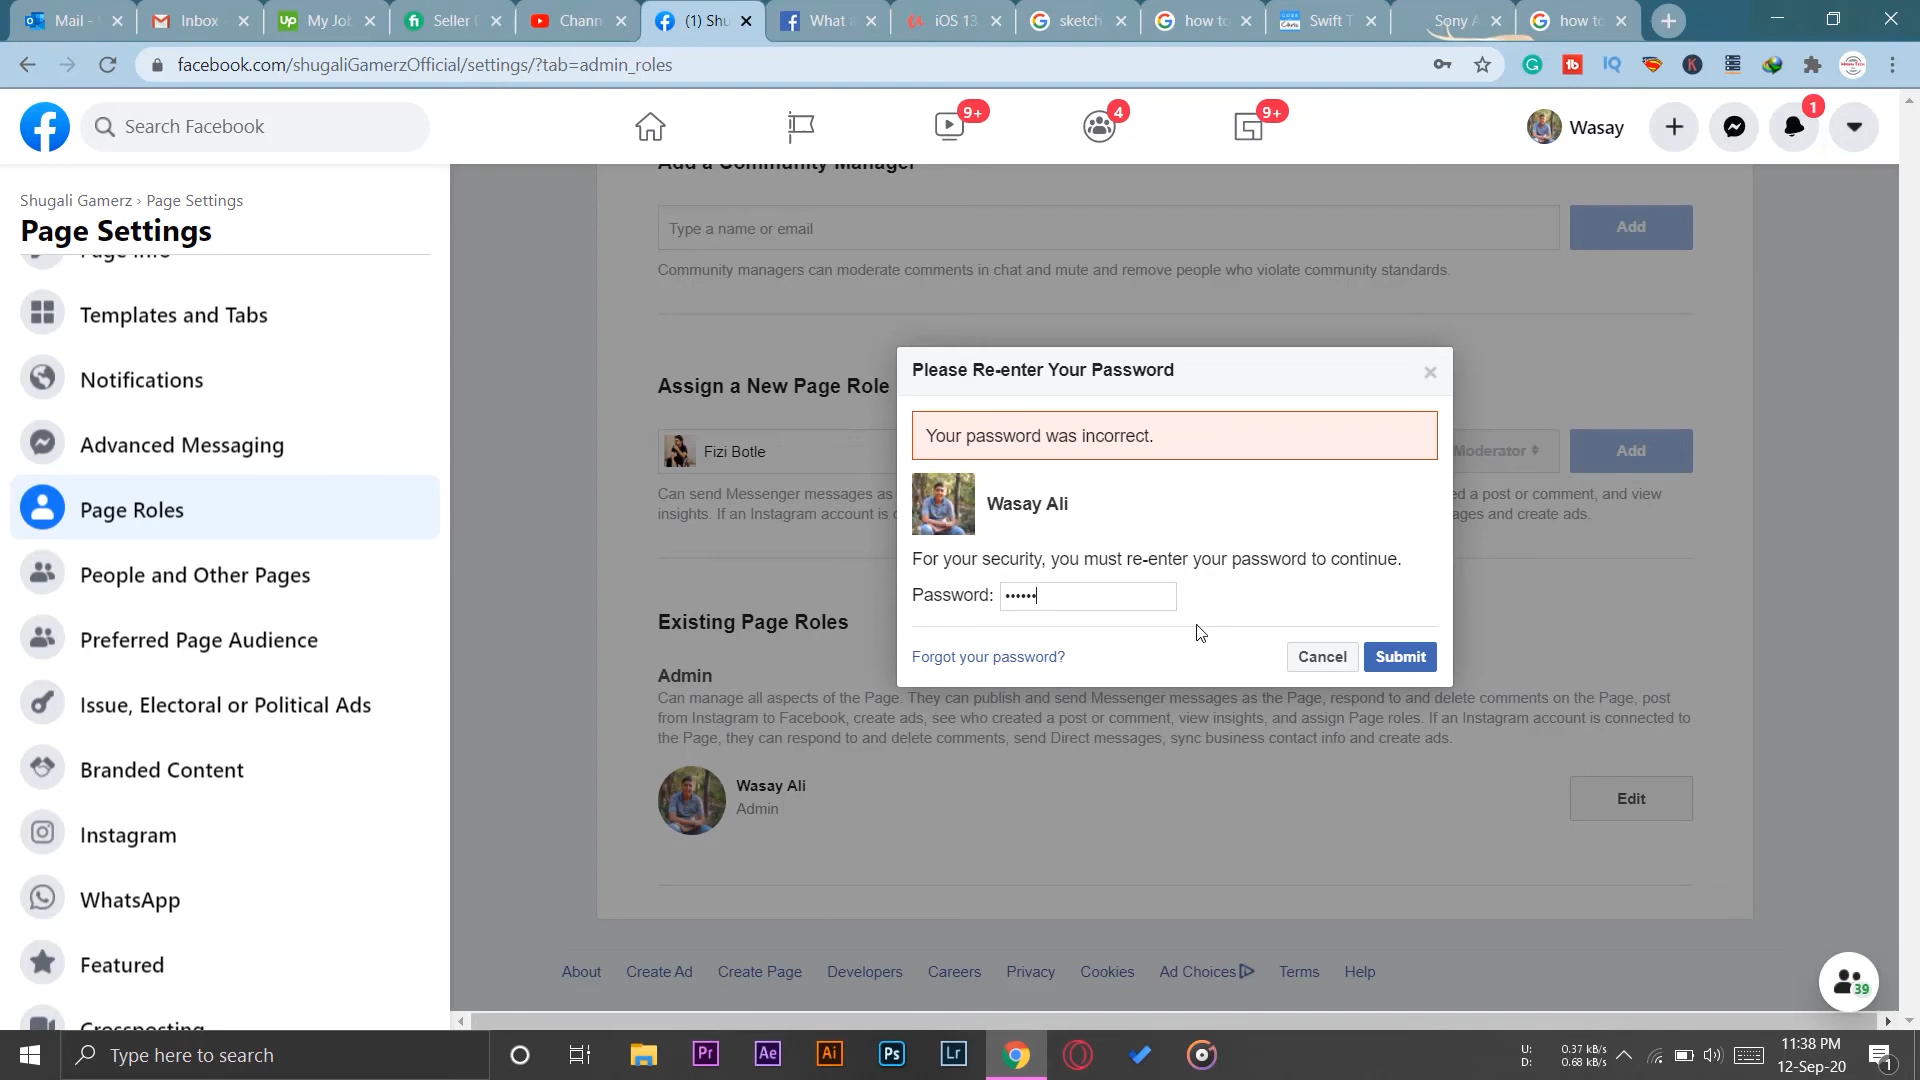 Mail -
Inbox
My Jol
Seller
Chann
(1) Shu
What
iOS 13
sketch
how to
Swift T
Sony A
how to
facebook.com/shugaliGamerzOfficial/settings/?tab=admin_roles
Search Facebook
9+
4
9+
Wasay
1
Shugali Gamerz › Page Settings
Page Settings
Page Info
Templates and Tabs
Notifications
Advanced Messaging
Page Roles
People and Other Pages
Preferred Page Audience
Issue, Electoral or Political Ads
Branded Content
Instagram
WhatsApp
Featured
Crossposting
Add a Community Manager
Type a name or email
Add
Community managers can moderate comments in chat and mute and remove people who violate community standards.
Assign a New Page Role
Fizi Botle
Moderator
Add
Can send Messenger messages as
ed a post or comment, and view
insights. If an Instagram account is
ages and create ads.
Please Re-enter Your Password
Your password was incorrect.
Wasay Ali
For your security, you must re-enter your password to continue.
Password: ••••••
Forgot your password?
Cancel
Submit
Existing Page Roles
Admin
Can manage all aspects of the Page. They can publish and send Messenger messages as the Page, respond to and delete comments on the Page, post
from Instagram to Facebook, create ads, see who created a post or comment, view insights, and assign Page roles. If an Instagram account is connected to
the Page, they can respond to and delete comments, send Direct messages, sync business contact info and create ads.
Wasay Ali
Admin
Edit
About Create Ad Create Page Developers Careers Privacy Cookies Ad Choices Terms Help
39
Type here to search
Pr
Ae
Ai
Ps
Lr
U: 0.37 kB/s
D: 0.68 kB/s
11:38 PM
12-Sep-20
1